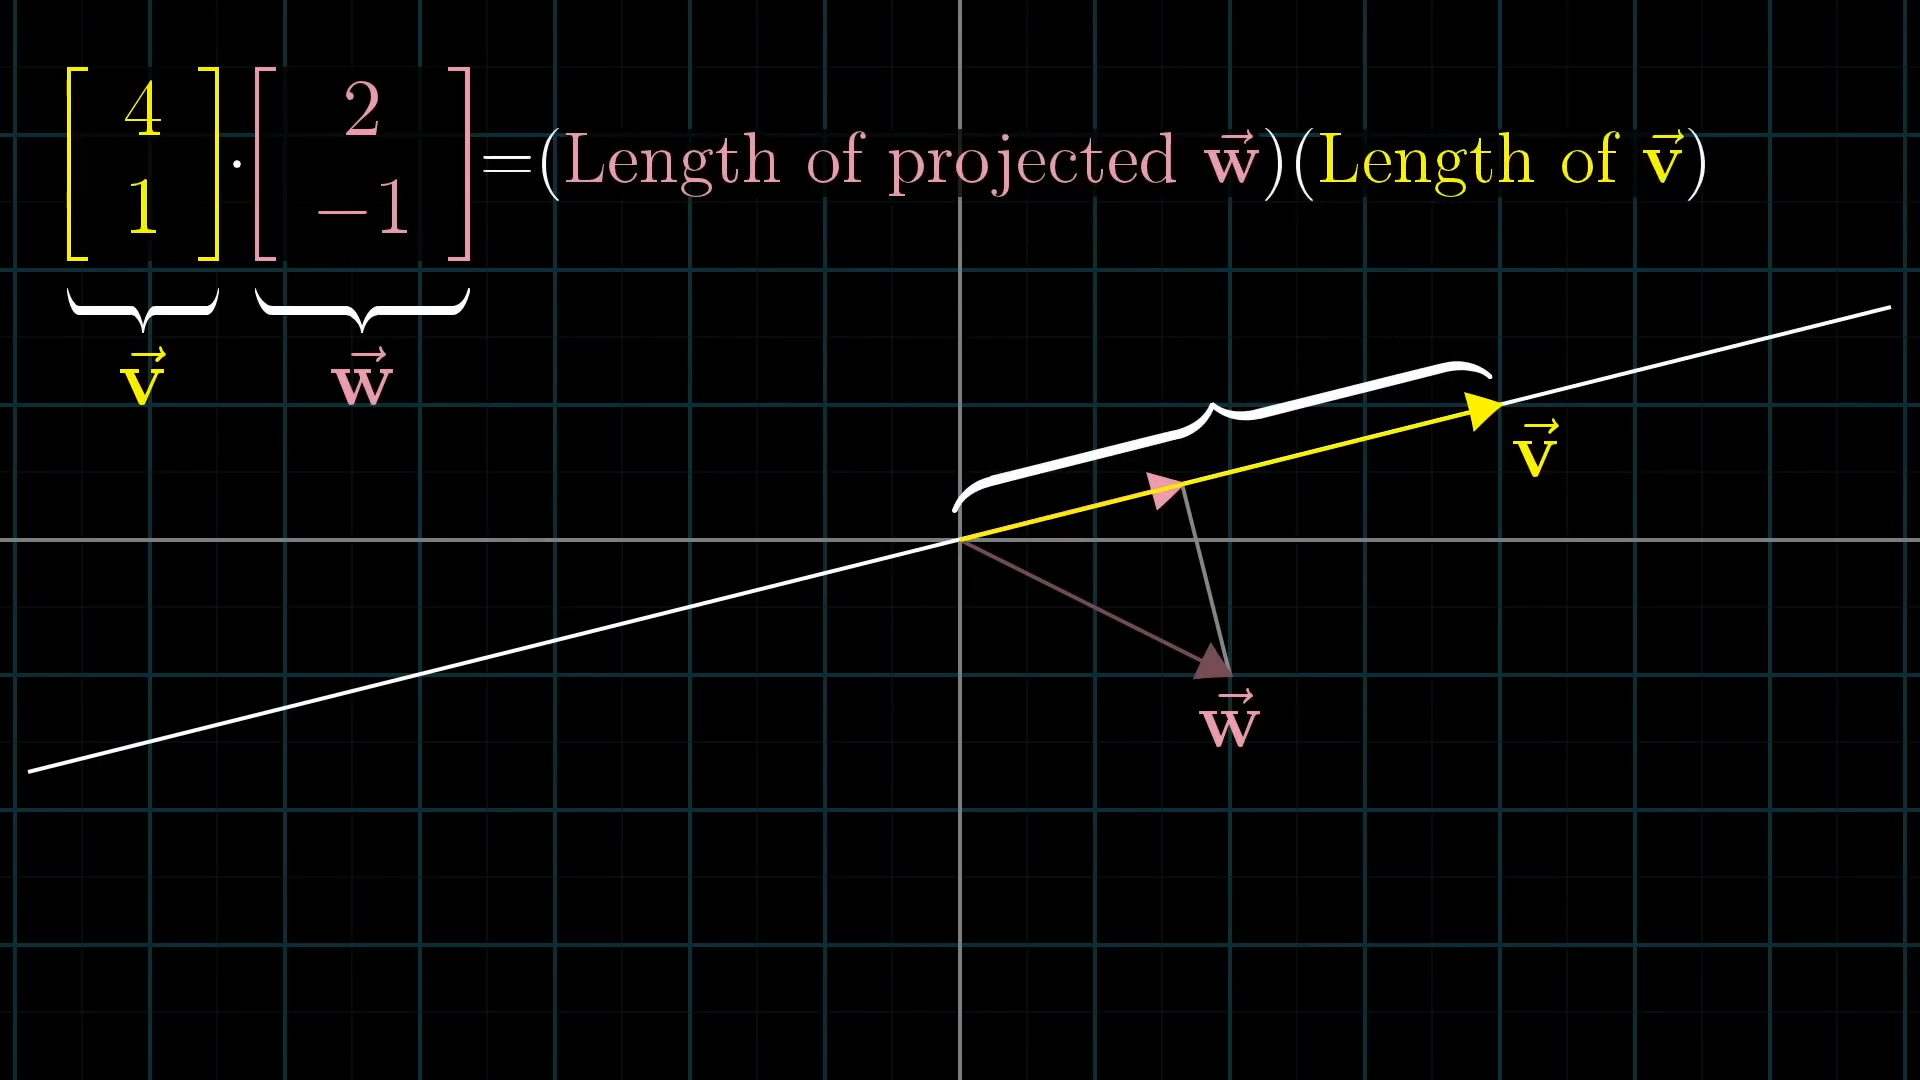 [4 1] · [2 −1] = (Length of projected w⃗)(Length of v⃗)
v⃗ w⃗
v⃗
w⃗